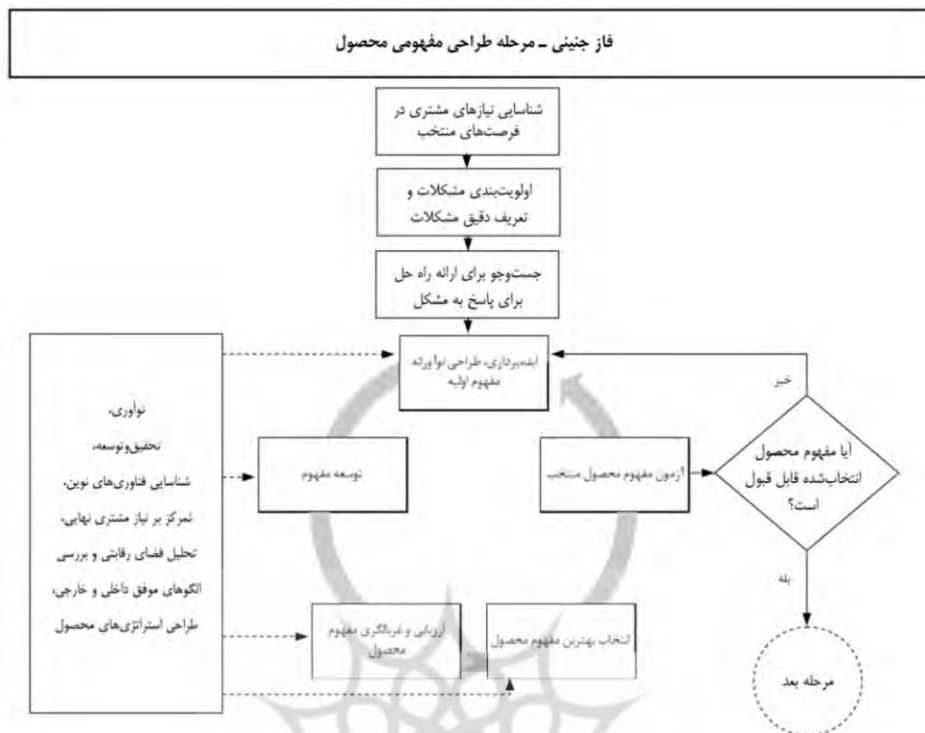 فاز جنینی ـ مرحله طراحی مفهومی محصول
شناسایی نیازهای مشتری در
فرصت‌های منتخب
اولویت‌بندی مشکلات و
تعریف دقیق مشکلات
جست‌وجو برای ارائه راه حل
برای پاسخ به مشکل
ایده‌پردازی، طراحی نوآورانه
مفهوم اولیه
خیر
نوآوری،
تحقیق‌وتوسعه،
شناسایی فناوری‌های نوین،
تمرکز بر نیاز مشتری نهایی،
تحلیل فضای رقابتی و بررسی
الگوهای موفق داخلی و خارجی،
طراحی استراتژی‌های محصول
توسعه مفهوم
آزمون مفهوم محصول منتخب
آیا مفهوم محصول
انتخاب‌شده قابل قبول
است؟
بله
ارزیابی و غربالگری مفهوم
محصول
انتخاب بهترین مفهوم محصول
مرحله بعد